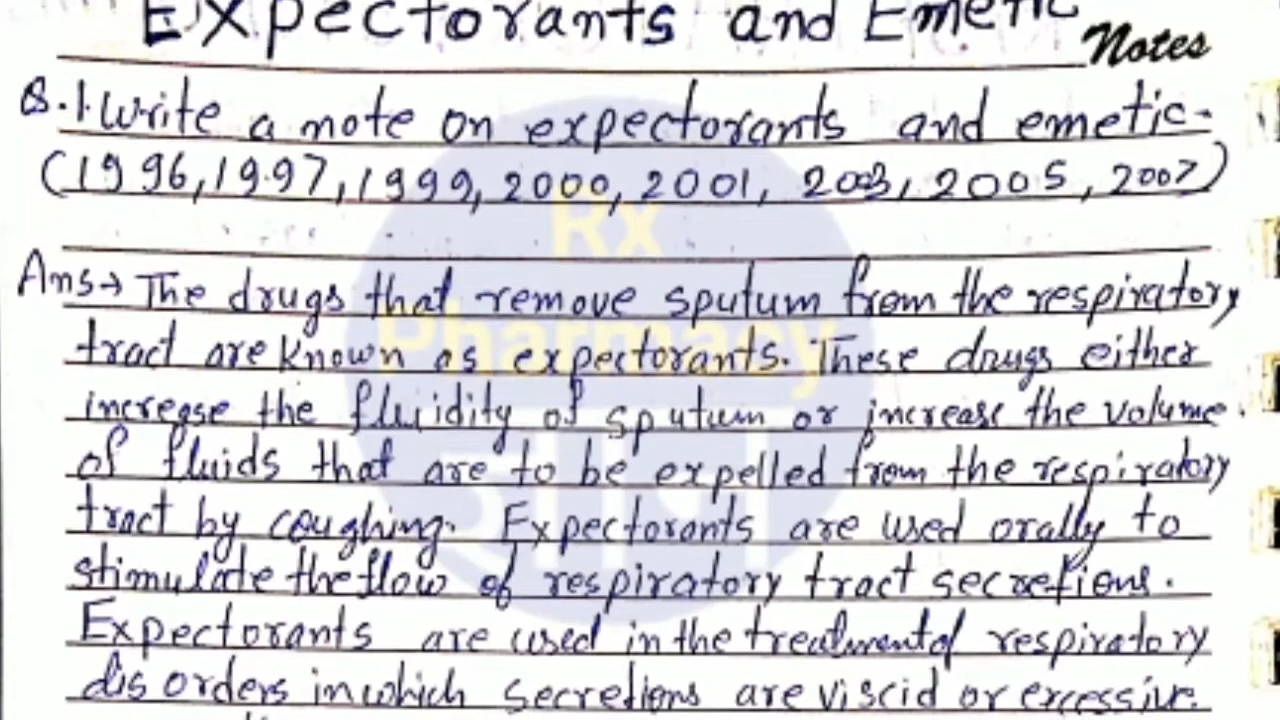 Expectorants and Emetic
Notes
Q.1. Write a note on expectorants and emetic-
(1996, 1997, 1999, 2000, 2001, 2003, 2005, 2007)
Rx
Pharmacy
ज्ञान
Ans→ The drugs that remove sputum from the respiratory
tract are known as expectorants. These drugs either
increase the fluidity of sputum or increase the volume
of fluids that are to be expelled from the respiratory
tract by coughing. Expectorants are used orally to
stimulate the flow of respiratory tract secretions.
Expectorants are used in the treatment of respiratory
disorders in which secretions are viscid or excessive.